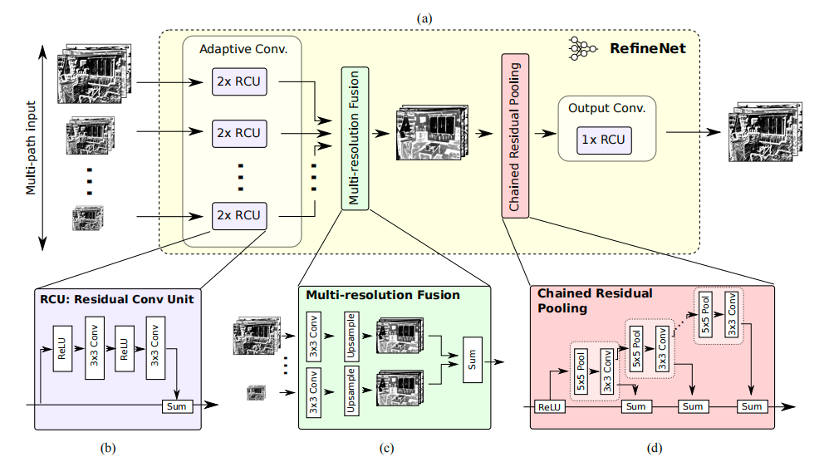 (a)
Multi-path input
Adaptive Conv.
2x RCU
2x RCU
2x RCU
Multi-resolution Fusion
Chained Residual Pooling
RefineNet
Output Conv.
1x RCU
RCU: Residual Conv Unit
ReLU
3x3 Conv
ReLU
3x3 Conv
Sum
(b)
Multi-resolution Fusion
3x3 Conv
Upsample
3x3 Conv
Upsample
Sum
(c)
Chained Residual
Pooling
ReLU
5x5 Pool
3x3 Conv
5x5 Pool
3x3 Conv
5x5 Pool
3x3 Conv
Sum
Sum
Sum
(d)